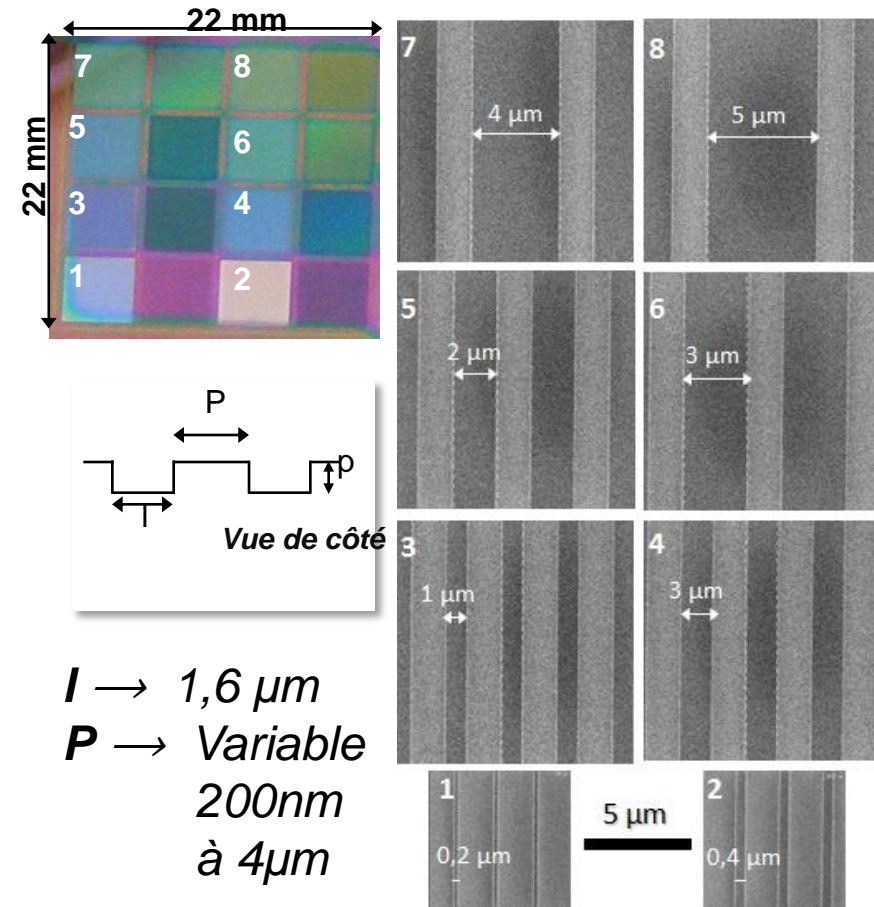 22 mm
22 mm
7
8
5
6
3
4
1
2
P
p
l
Vue de côté
l → 1,6 µm
P → Variable
200nm
à 4µm
7
4 µm
8
5 µm
5
2 µm
6
3 µm
3
1 µm
4
3 µm
1
0,2 µm
5 µm
2
0,4 µm